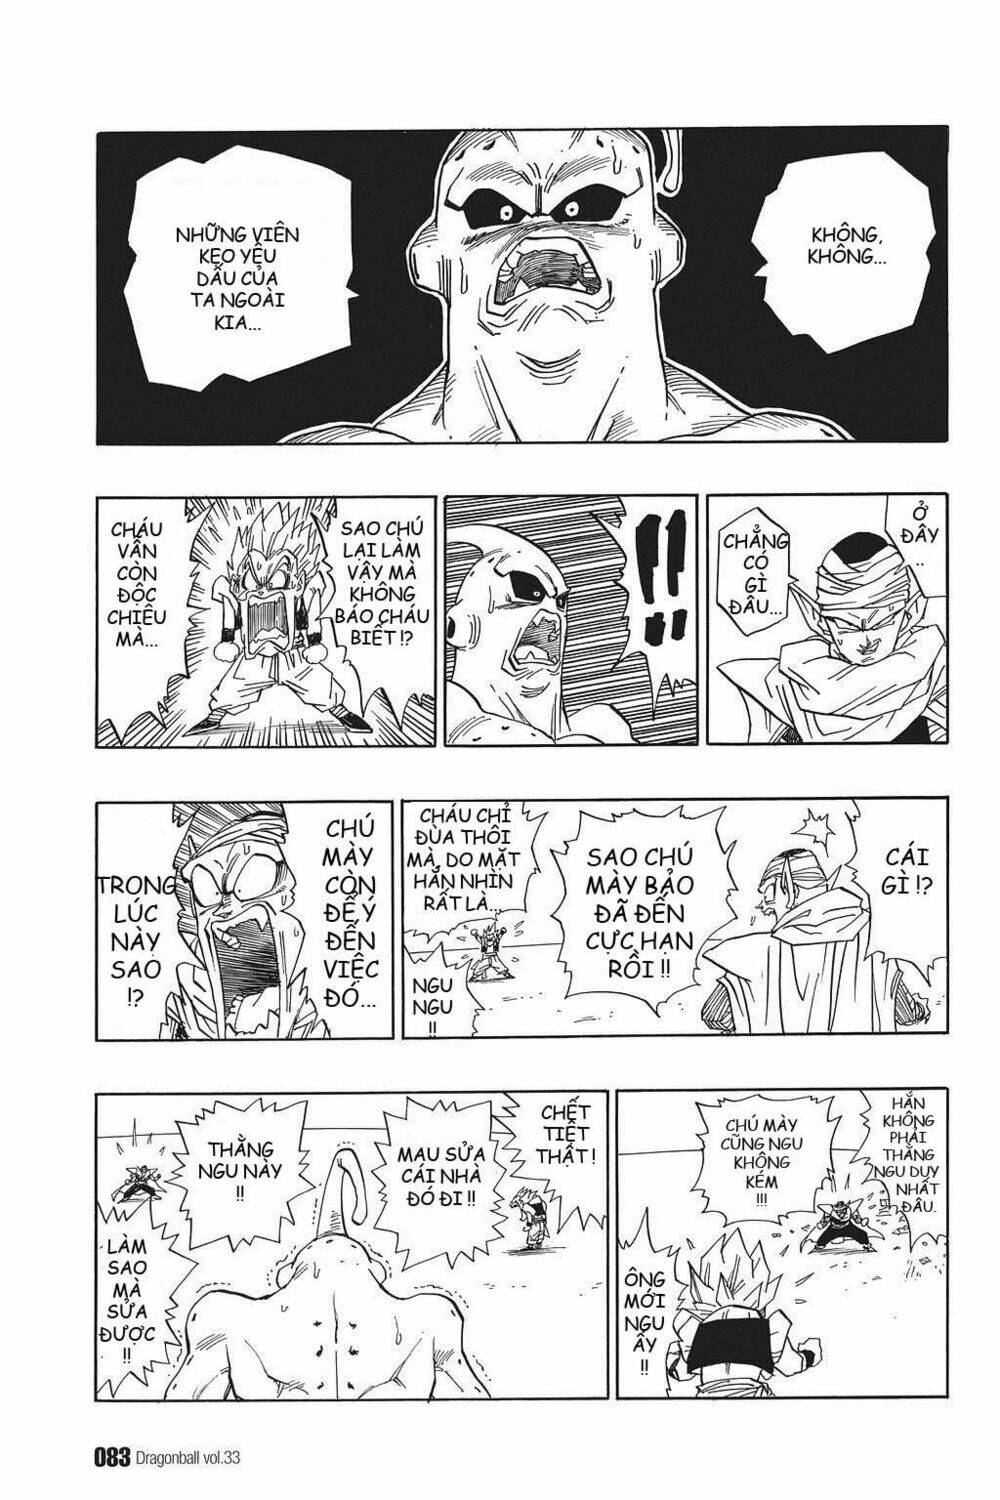 KHÔNG,
KHÔNG...
NHỮNG VIÊN
KẸO YÊU
DẤU CỦA
TA NGOÀI
KIA...
Ở
ĐÂY
..
CHẲNG
CÓ
GÌ
ĐÂU...
!!
SAO CHÚ
LẠI LÀM
VẬY MÀ
KHÔNG
BÁO CHÁU
BIẾT !?
CHÁU
VẪN
CÒN
ĐỘC
CHIÊU
MÀ...
CÁI
GÌ !?
SAO CHÚ
MÀY BẢO
ĐÃ ĐẾN
CỰC HẠN
RỒI !!
CHÁU CHỈ
ĐÙA THÔI
MÀ, DO MẶT
HẮN NHÌN
RẤT LÀ...
NGU
NGU
!!
CHÚ
MÀY
CÒN
ĐỂ Ý
ĐẾN
VIỆC
ĐÓ...
TRONG
LÚC
NÀY
SAO
!?
HẮN
KHÔNG
PHẢI
THẰNG
NGU DUY
NHẤT
ĐÂU.
CHÚ MÀY
CŨNG NGU
KHÔNG
KÉM
!!!
ÔNG
MỚI
NGU
ẤY
!!
CHẾT
TIỆT
THẬT !
MAU SỬA
CÁI NHÀ
ĐÓ ĐI !!
THẰNG
NGU NÀY
!!
LÀM
SAO
MÀ
SỬA
ĐƯỢC
!!
083 Dragonball vol.33